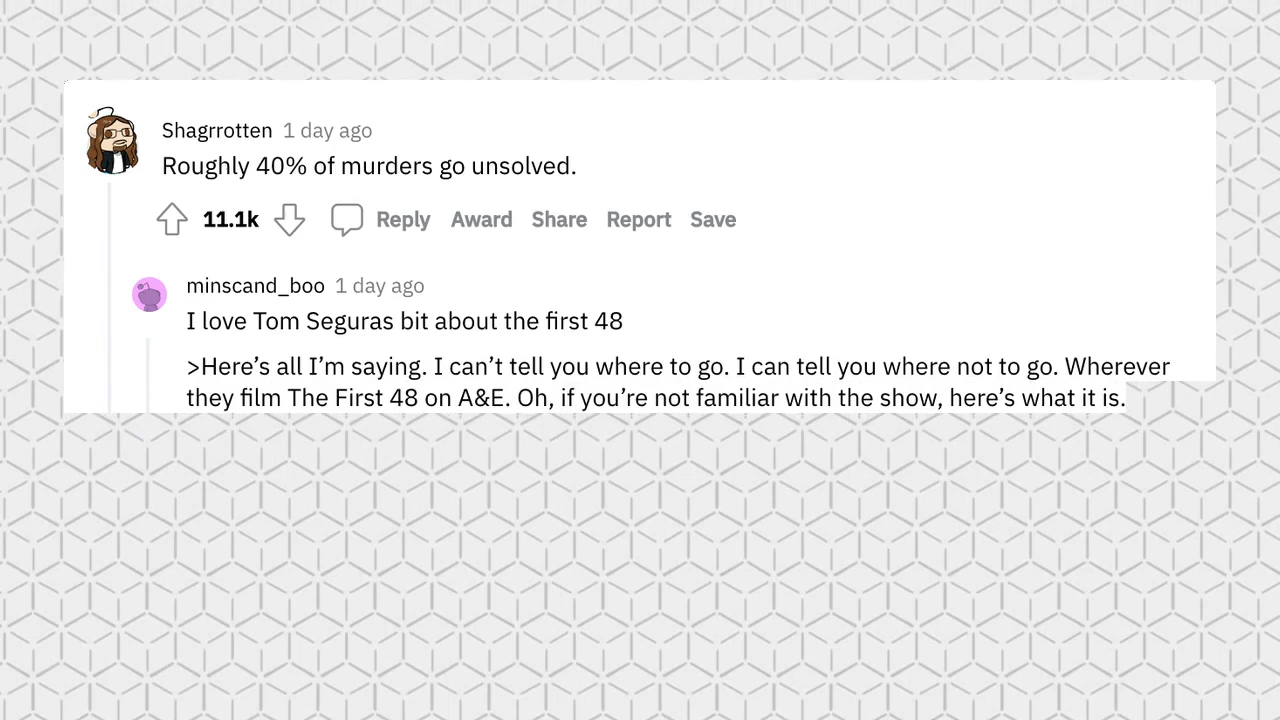 Shagrrotten 1 day ago
Roughly 40% of murders go unsolved.
11.1k Reply Award Share Report Save
minscand_boo 1 day ago
I love Tom Seguras bit about the first 48
>Here’s all I’m saying. I can’t tell you where to go. I can tell you where not to go. Wherever
they film The First 48 on A&E. Oh, if you’re not familiar with the show, here’s what it is.